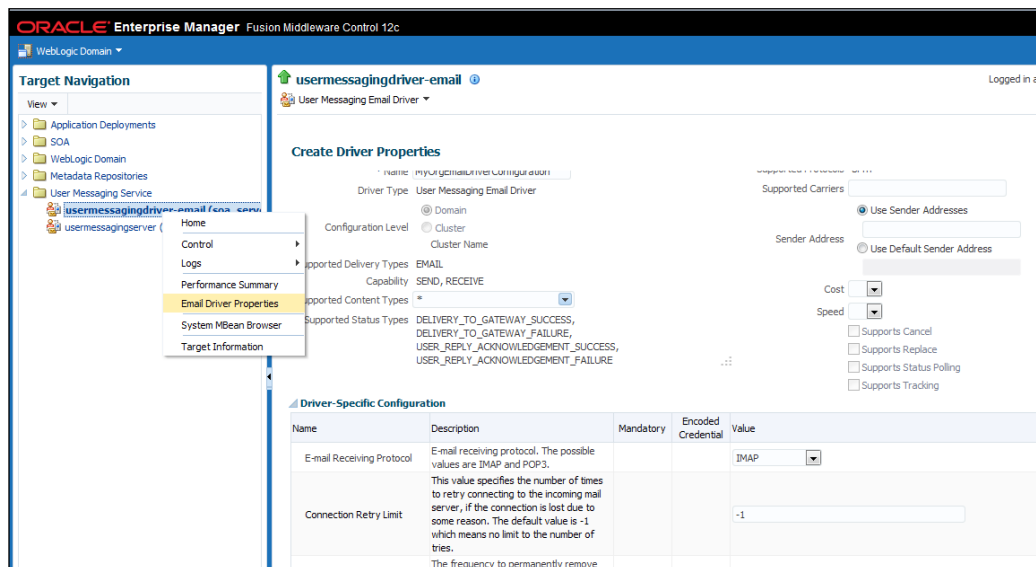 ORACLE Enterprise Manager Fusion Middleware Control 12c
WebLogic Domain
Target Navigation
View
Application Deployments
SOA
WebLogic Domain
Metadata Repositories
User Messaging Service
usermessagingdriver-email (soa_serv
usermessagingserver (
Home
Control
Logs
Performance Summary
Email Driver Properties
System MBean Browser
Target Information
usermessagingdriver-email
Logged in a
User Messaging Email Driver
Create Driver Properties
* Name MyOrgEmailDriverConfiguration
Driver Type User Messaging Email Driver
Configuration Level
Domain
Cluster
Cluster Name
upported Delivery Types EMAIL
Capability SEND, RECEIVE
upported Content Types *
Supported Status Types DELIVERY_TO_GATEWAY_SUCCESS,
DELIVERY_TO_GATEWAY_FAILURE,
USER_REPLY_ACKNOWLEDGEMENT_SUCCESS,
USER_REPLY_ACKNOWLEDGEMENT_FAILURE
Supported Carriers
Sender Address
Use Sender Addresses
Use Default Sender Address
Cost
Speed
Supports Cancel
Supports Replace
Supports Status Polling
Supports Tracking
Driver-Specific Configuration
Name Description Mandatory Encoded Credential Value
E-mail Receiving Protocol
E-mail receiving protocol. The possible
values are IMAP and POP3.
IMAP
Connection Retry Limit
This value specifies the number of times
to retry connecting to the incoming mail
server, if the connection is lost due to
some reason. The default value is -1
which means no limit to the number of
tries.
-1
The frequency to permanently remove